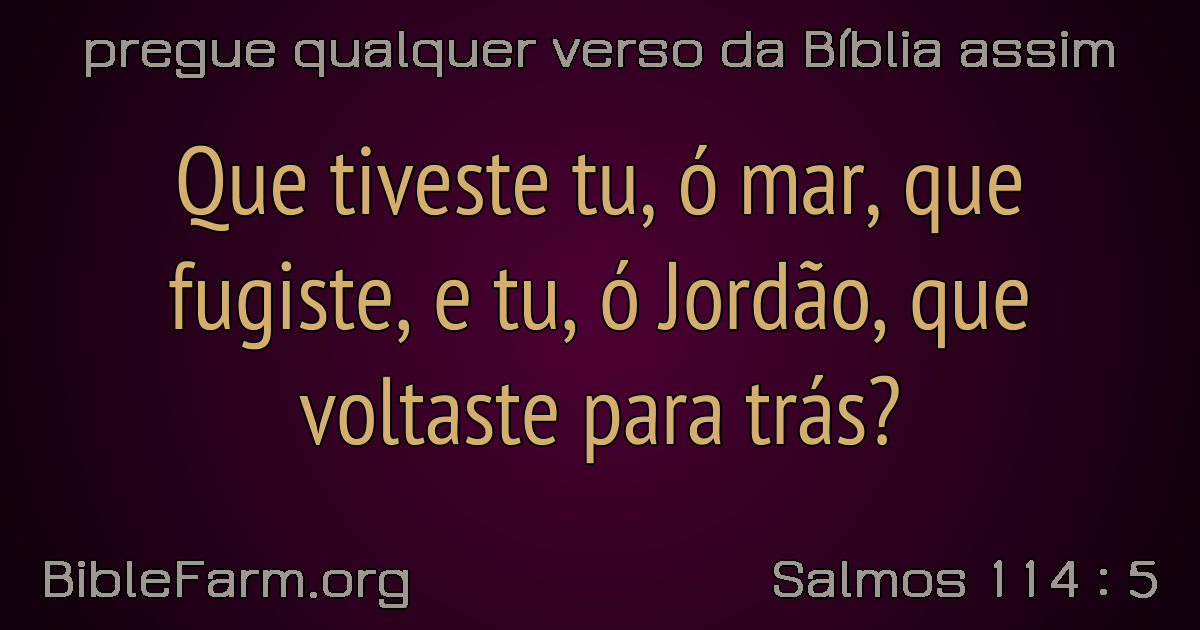 pregue qualquer verso da Bíblia assim
Que tiveste tu, ó mar, que
fugiste, e tu, ó Jordão, que
voltaste para trás?
BibleFarm.org
Salmos 114 : 5